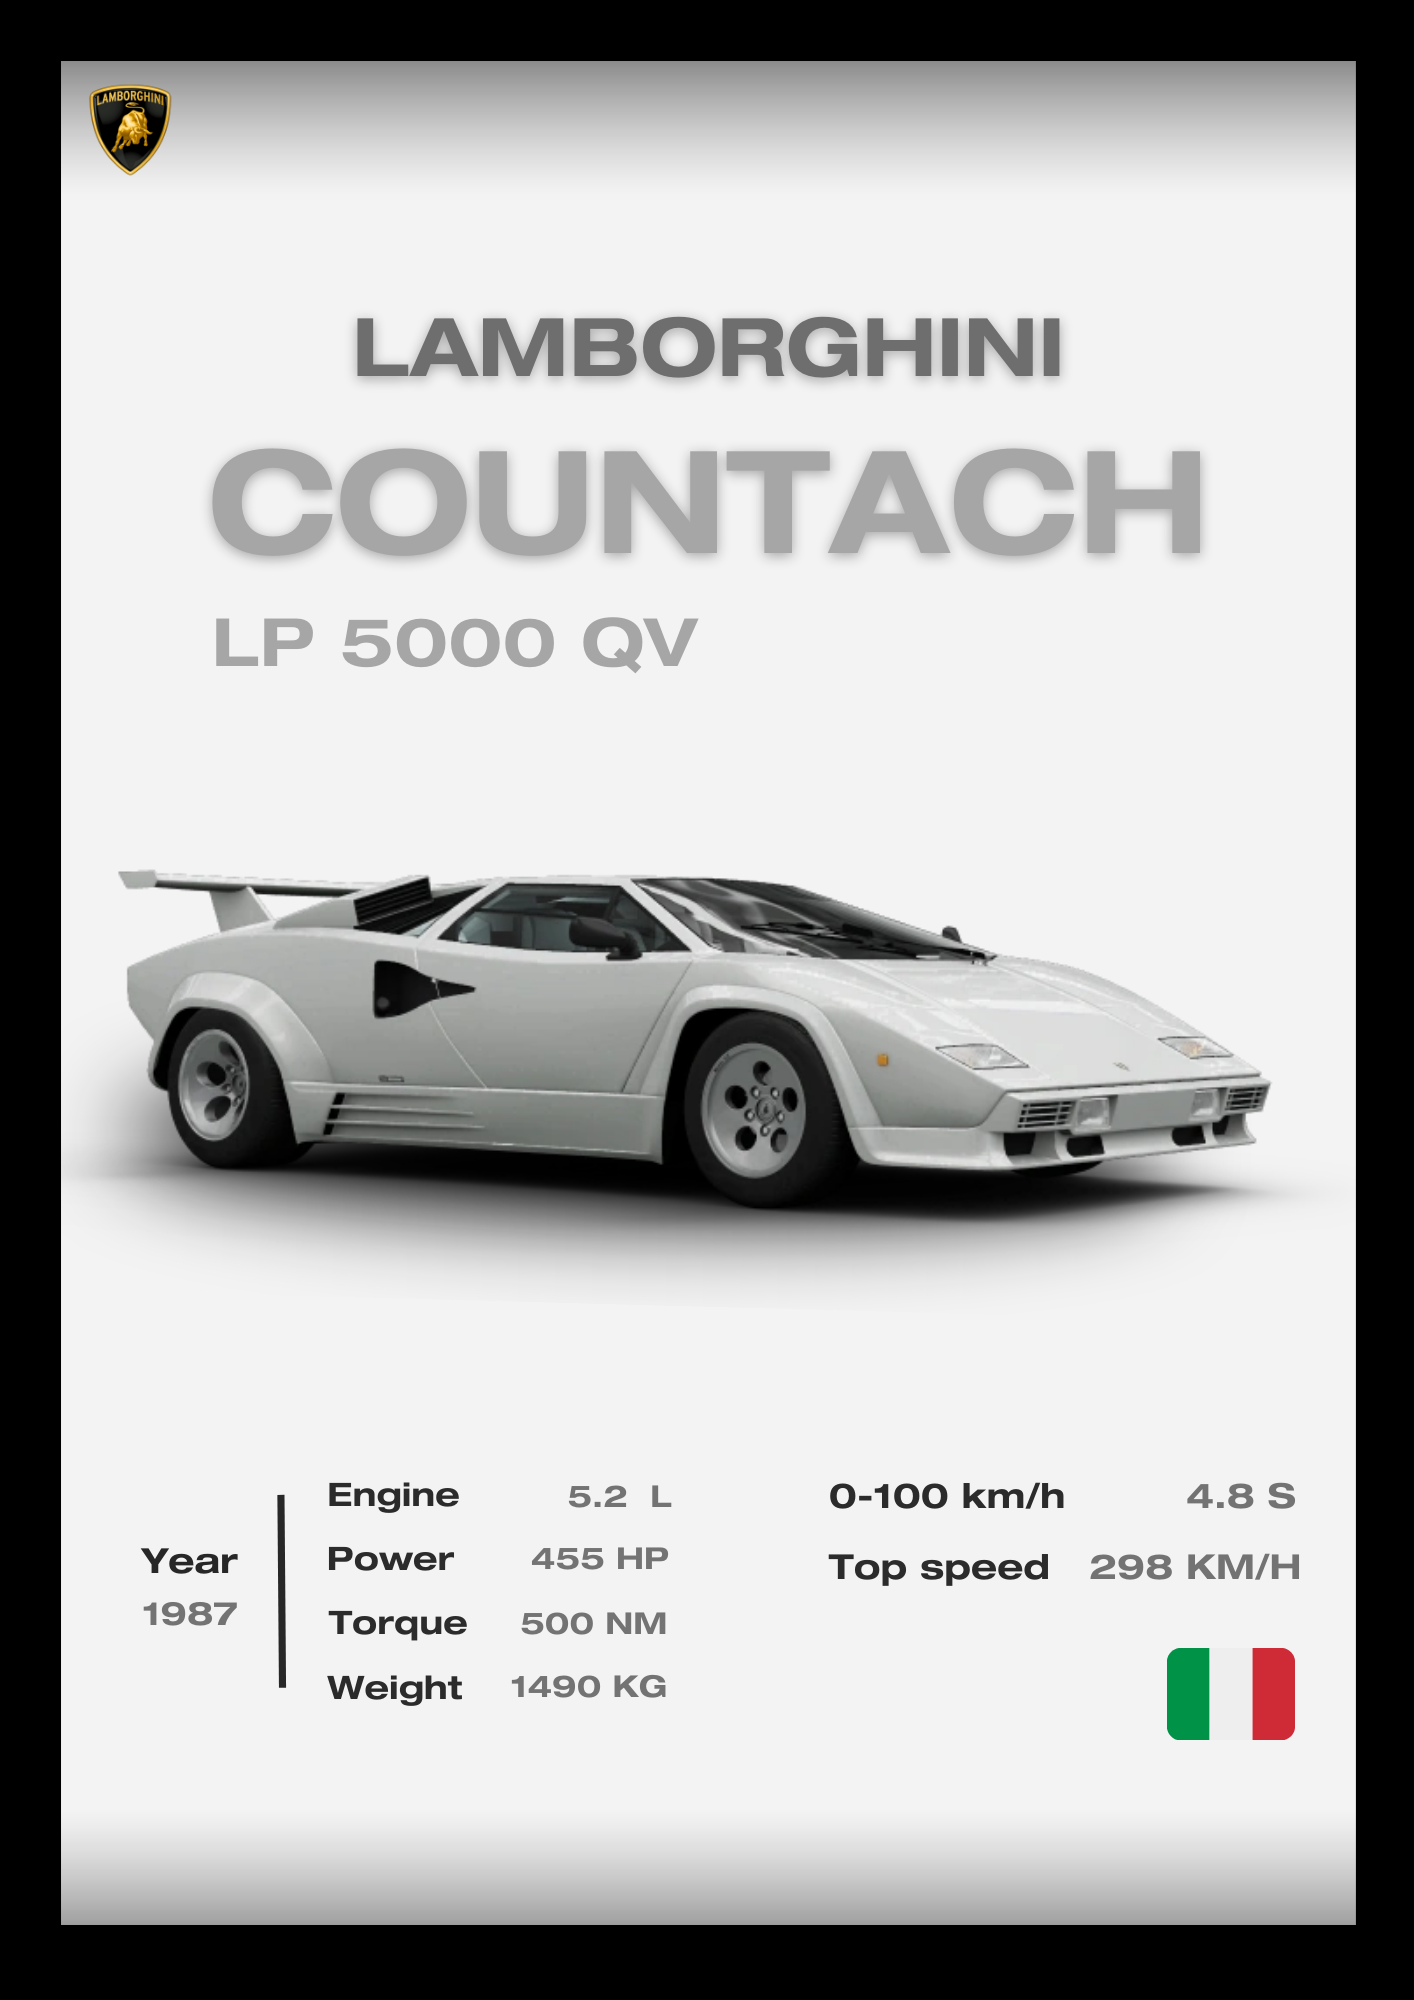 LAMBORGHINI
LAMBORGHINI
COUNTACH
LP 5000 QV
Year
1987
Engine 5.2 L
Power 455 HP
Torque 500 NM
Weight 1490 KG
0-100 km/h 4.8 S
Top speed 298 KM/H